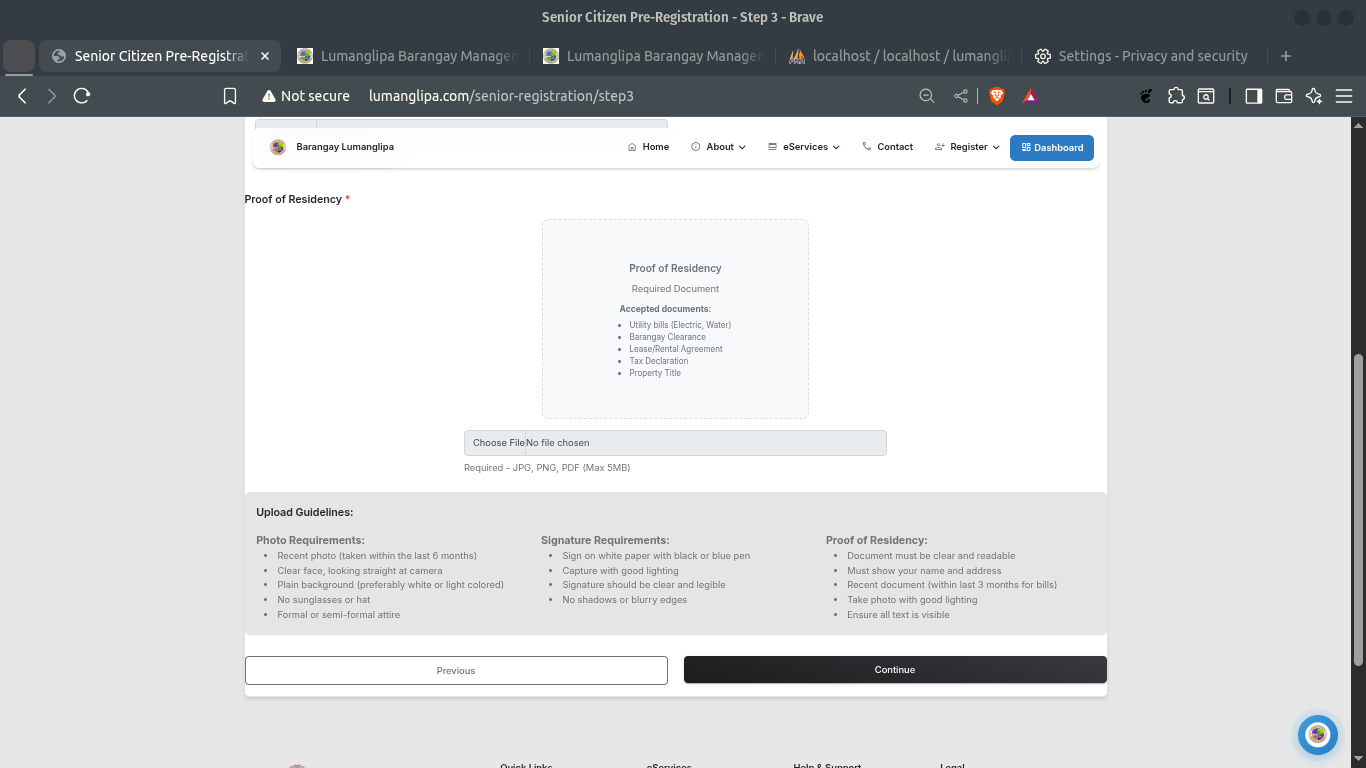 Senior Citizen Pre-Registration - Step 3 - Brave
Senior Citizen Pre-Registrat
Lumanglipa Barangay Managem
Lumanglipa Barangay Managem
localhost / localhost / lumangli
Settings - Privacy and security
Not secure
lumanglipa.com/senior-registration/step3
Barangay Lumanglipa
Home
About
eServices
Contact
Register
Dashboard
Proof of Residency *
Proof of Residency
Required Document
Accepted documents:
• Utility bills (Electric, Water)
• Barangay Clearance
• Lease/Rental Agreement
• Tax Declaration
• Property Title
Choose File No file chosen
Required - JPG, PNG, PDF (Max 5MB)
Upload Guidelines:
Photo Requirements:
• Recent photo (taken within the last 6 months)
• Clear face, looking straight at camera
• Plain background (preferably white or light colored)
• No sunglasses or hat
• Formal or semi-formal attire
Signature Requirements:
• Sign on white paper with black or blue pen
• Capture with good lighting
• Signature should be clear and legible
• No shadows or blurry edges
Proof of Residency:
• Document must be clear and readable
• Must show your name and address
• Recent document (within last 3 months for bills)
• Take photo with good lighting
• Ensure all text is visible
Previous
Continue
Quick Links
eServices
Help & Support
Legal